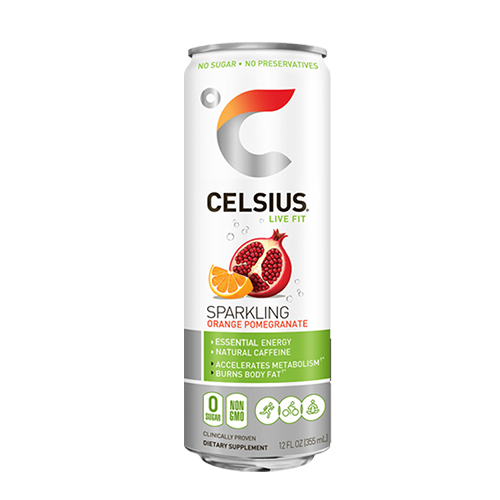 NO SUGAR • NO PRESERVATIVES
CELSIUS®
LIVE FIT
SPARKLING
ORANGE POMEGRANATE
› ESSENTIAL ENERGY
› NATURAL CAFFEINE
› ACCELERATES METABOLISM†*
› BURNS BODY FAT†*
0 SUGAR
NON GMO
CLINICALLY PROVEN
DIETARY SUPPLEMENT
12 FL OZ (355 mL)